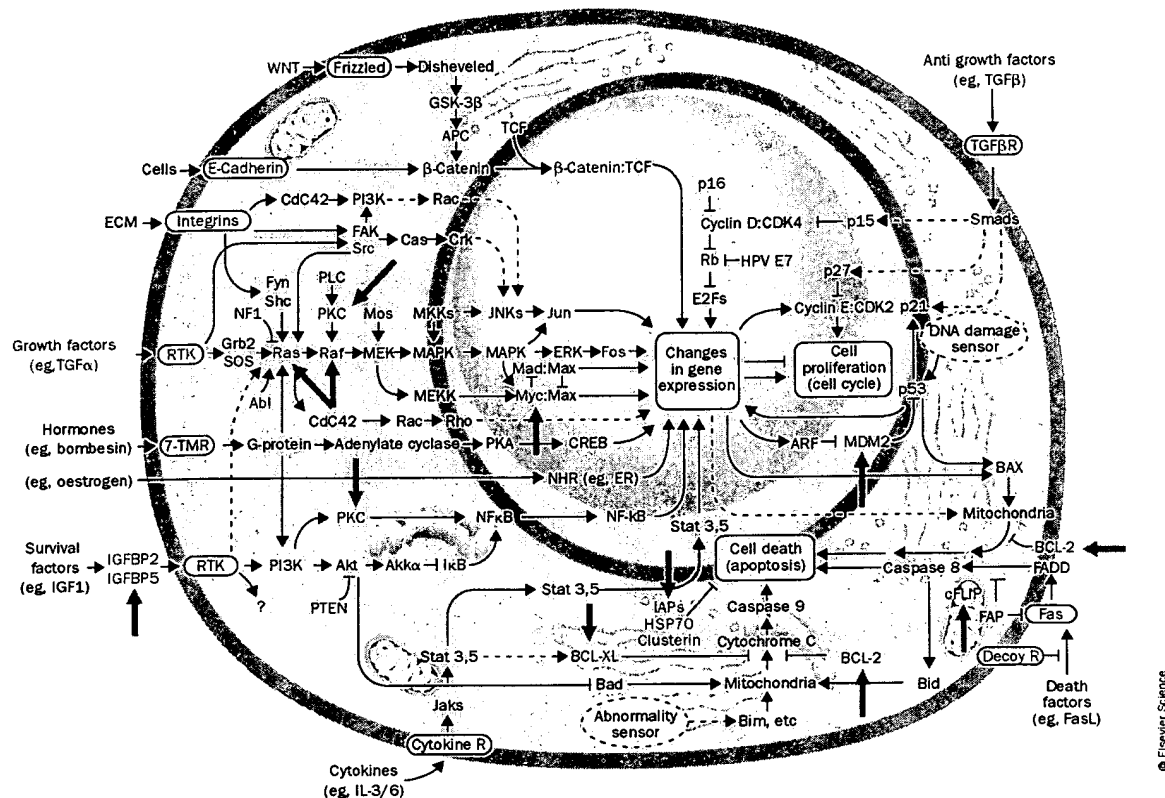 WNT
Frizzled
Disheveled
GSK-3β
APC
TCF
Cells
E-Cadherin
β-Catenin
β-Catenin:TCF
Anti growth factors
(eg, TGFβ)
TGFβR
Smads
ECM
Integrins
CdC42
PI3K
Rac
FAK
Src
Cas
Crk
p16
Cyclin D:CDK4
p15
Rb
HPV E7
E2Fs
p27
Cyclin E:CDK2
p21
DNA damage
sensor
Fyn
Shc
NF1
PLC
PKC
Mos
MKKs
JNKs
Jun
Growth factors
(eg,TGFα)
RTK
Grb2
SOS
Ras
Raf
MEK
MAPK
MAPK
ERK
Fos
Mad:Max
Changes
in gene
expression
Cell
proliferation
(cell cycle)
p53
Abl
MEKK
Myc:Max
CdC42
Rac
Rho
Hormones
(eg, bombesin)
7-TMR
G-protein
Adenylate cyclase
PKA
CREB
ARF
MDM2
(eg, oestrogen)
NHR (eg, ER)
BAX
PKC
NFκB
NF-kB
Stat 3,5
Mitochondria
Survival
factors
(eg, IGF1)
IGFBP2
IGFBP5
RTK
PI3K
Akt
Akkα
IκB
?
PTEN
Cell death
(apoptosis)
BCL-2
Caspase 8
FADD
cFLIP
FAP
Fas
Stat 3,5
IAPs
HSP70
Clusterin
Caspase 9
Cytochrome C
Decoy R
Death
factors
(eg, FasL)
Stat 3,5
BCL-XL
BCL-2
Bad
Mitochondria
Bid
Jaks
Abnormality
sensor
Bim, etc
Cytokine R
Cytokines
(eg, IL-3/6)
© Elsevier Science